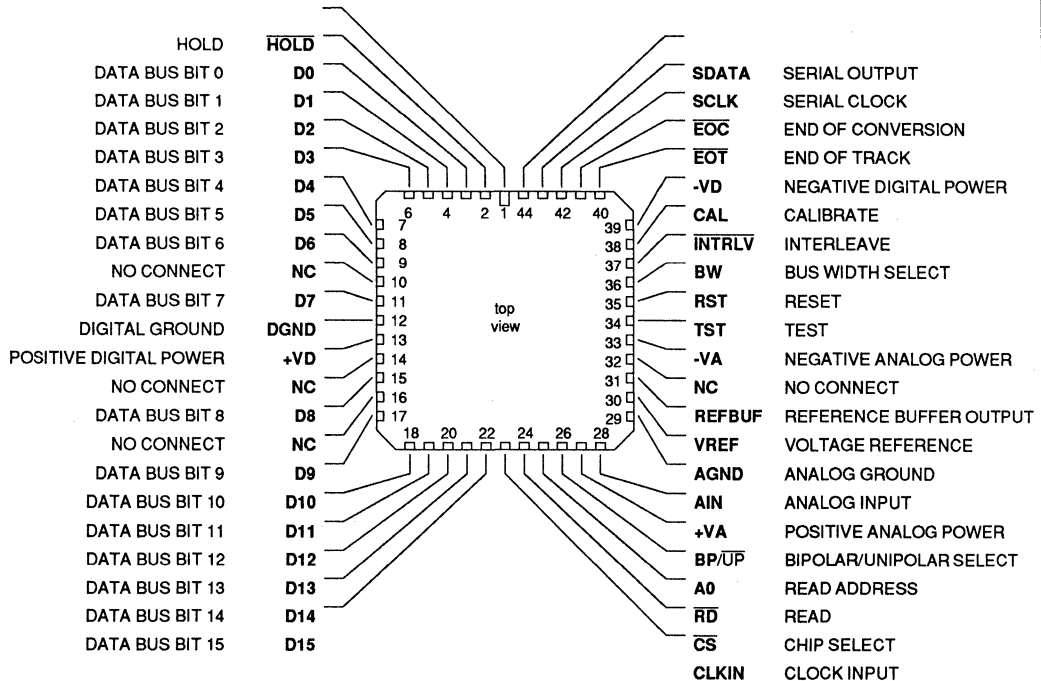 HOLD HOLD
DATA BUS BIT 0 D0
DATA BUS BIT 1 D1
DATA BUS BIT 2 D2
DATA BUS BIT 3 D3
DATA BUS BIT 4 D4
DATA BUS BIT 5 D5
DATA BUS BIT 6 D6
NO CONNECT NC
DATA BUS BIT 7 D7
DIGITAL GROUND DGND
POSITIVE DIGITAL POWER +VD
NO CONNECT NC
DATA BUS BIT 8 D8
NO CONNECT NC
DATA BUS BIT 9 D9
DATA BUS BIT 10 D10
DATA BUS BIT 11 D11
DATA BUS BIT 12 D12
DATA BUS BIT 13 D13
DATA BUS BIT 14 D14
DATA BUS BIT 15 D15
6 4 2 1 44 42 40
7
8
9
10
11
12
13
14
15
16
17
top
view
39
38
37
36
35
34
33
32
31
30
29
18 20 22 24 26 28
SDATA SERIAL OUTPUT
SCLK SERIAL CLOCK
EOC END OF CONVERSION
EOT END OF TRACK
-VD NEGATIVE DIGITAL POWER
CAL CALIBRATE
INTRLV INTERLEAVE
BW BUS WIDTH SELECT
RST RESET
TST TEST
-VA NEGATIVE ANALOG POWER
NC NO CONNECT
REFBUF REFERENCE BUFFER OUTPUT
VREF VOLTAGE REFERENCE
AGND ANALOG GROUND
AIN ANALOG INPUT
+VA POSITIVE ANALOG POWER
BP/UP BIPOLAR/UNIPOLAR SELECT
A0 READ ADDRESS
RD READ
CS CHIP SELECT
CLKIN CLOCK INPUT